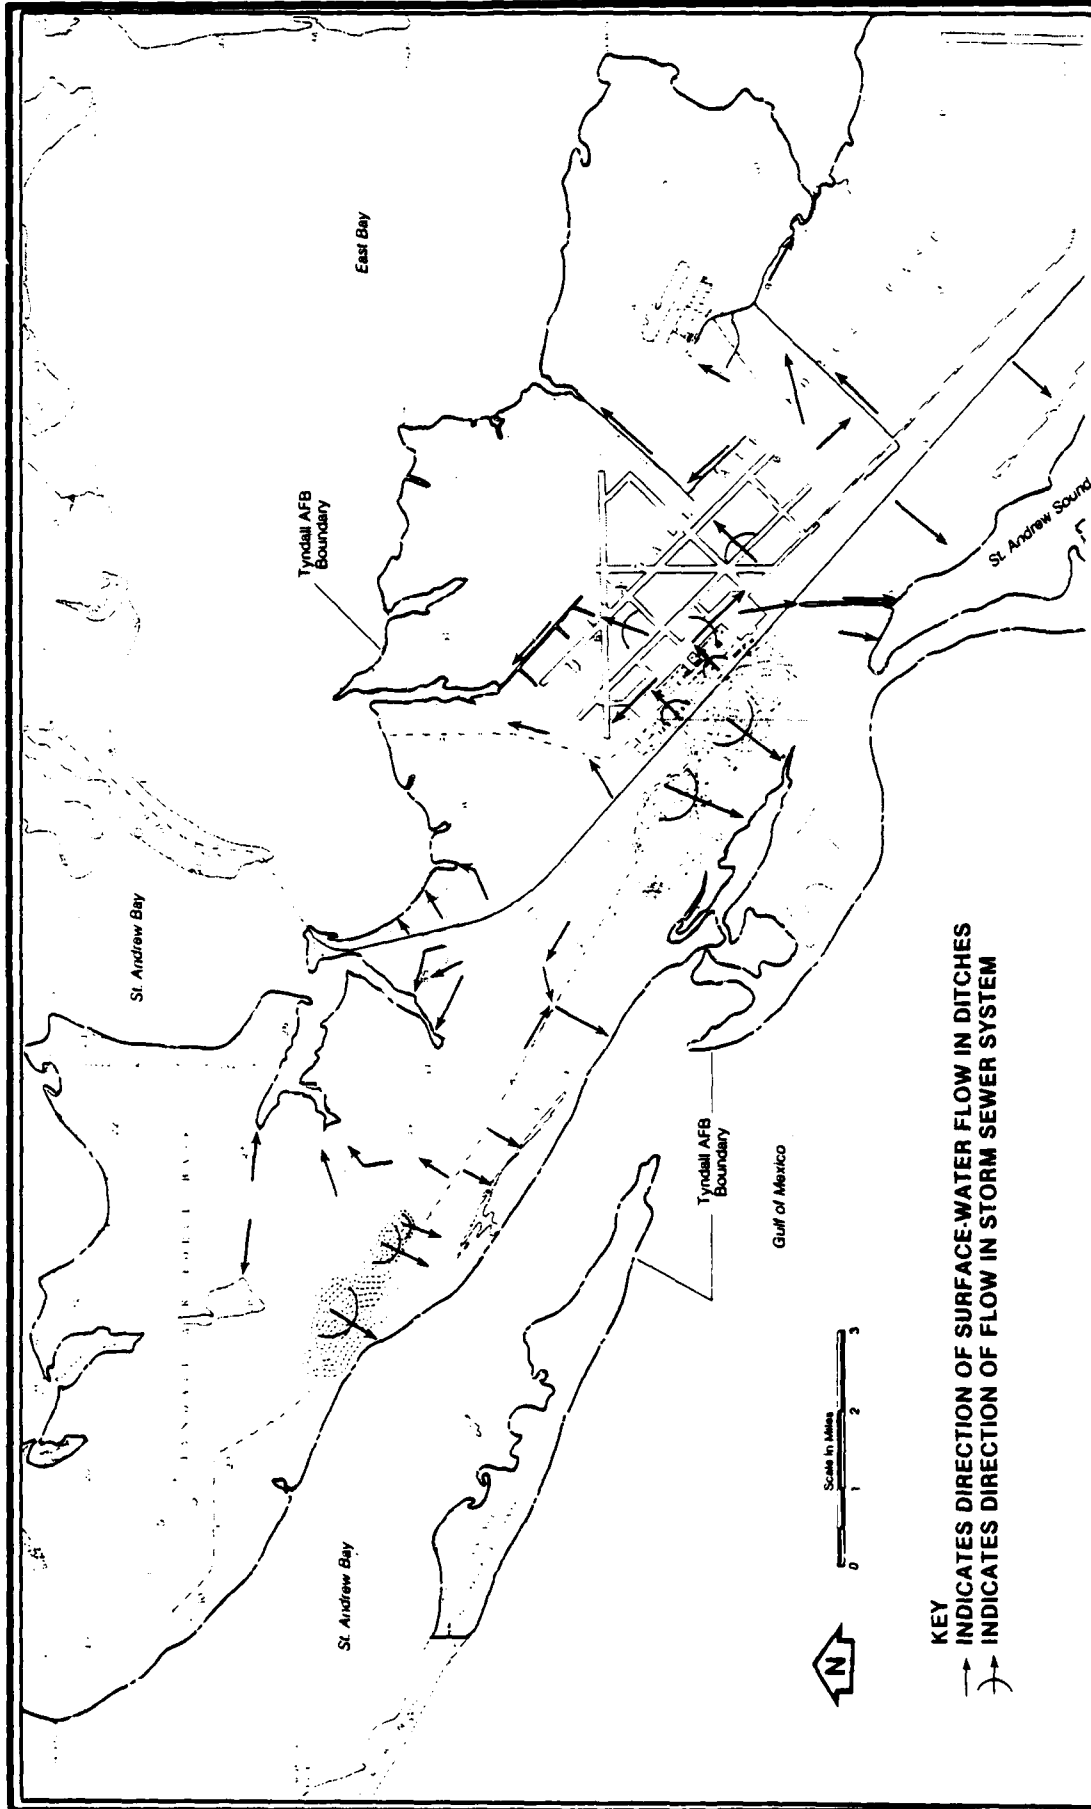 East Bay
Tyndall AFB
Boundary
St. Andrew Bay
St. Andrew Sound
St. Andrew Bay
Tyndall AFB
Boundary
Gulf of Mexico
Scale in Miles
0 1 2 3
N
KEY
INDICATES DIRECTION OF SURFACE-WATER FLOW IN DITCHES
INDICATES DIRECTION OF FLOW IN STORM SEWER SYSTEM